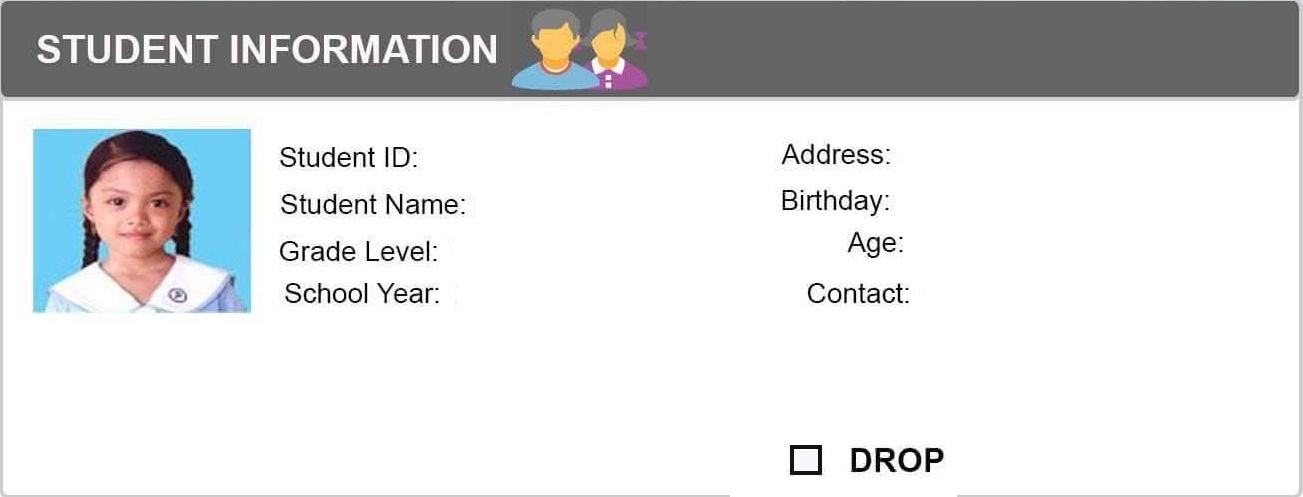 STUDENT INFORMATION
Student ID:
Student Name:
Grade Level:
School Year:
Address:
Birthday:
Age:
Contact:
DROP